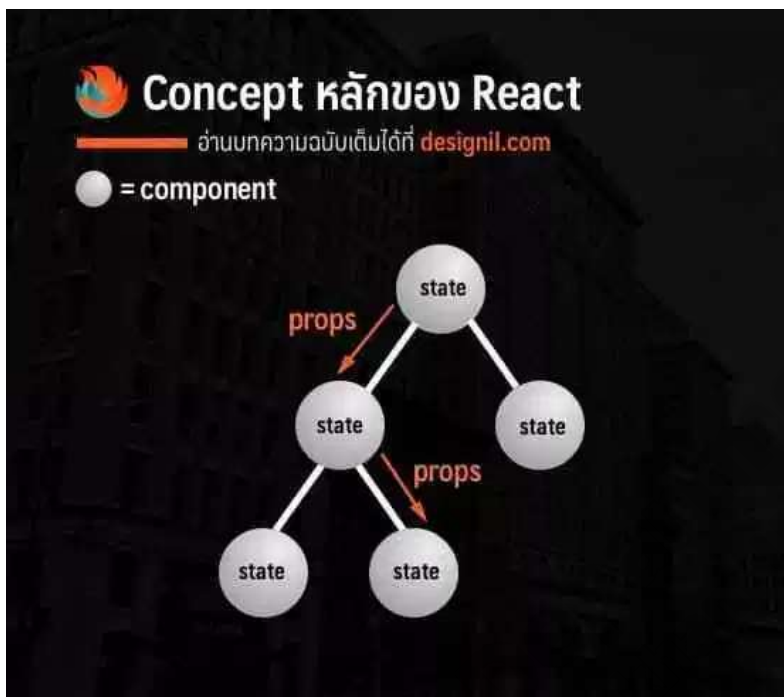 Concept หลักของ React
อ่านบทความฉบับเต็มได้ที่ designil.com
= component
state
props
state
state
props
state
state